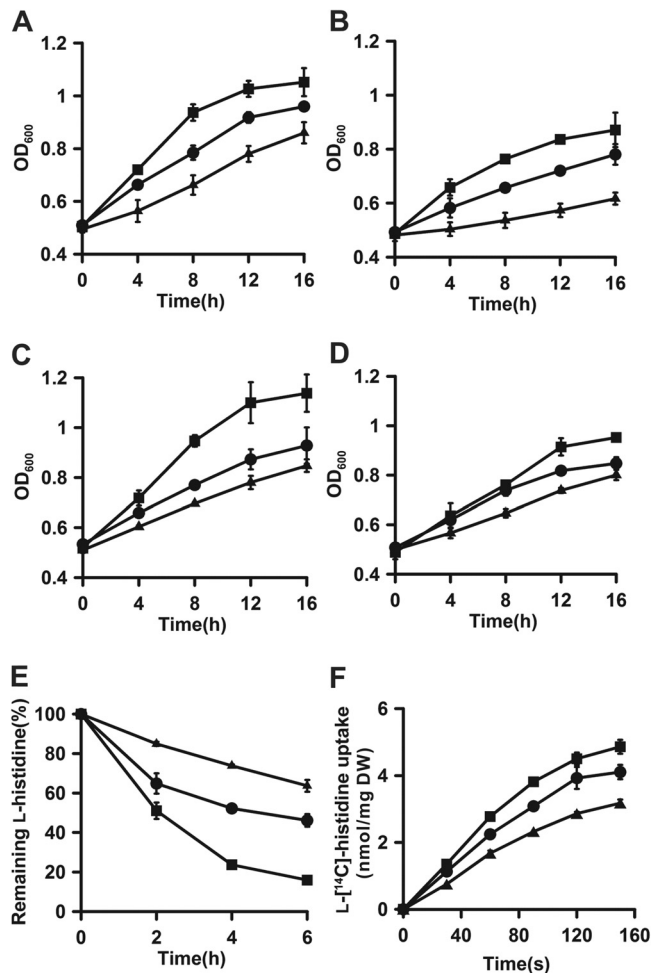 A
B
1.2
1
0.8
0.6
0.4
OD600
0 4 8 12 16
Time(h)
1.2
1
0.8
0.6
0.4
OD600
0 4 8 12 16
Time(h)
C
D
1.2
1
0.8
0.6
0.4
OD600
0 4 8 12 16
Time(h)
1.2
1
0.8
0.6
0.4
OD600
0 4 8 12 16
Time(h)
E
F
100
80
60
40
20
0
Remaining L-histidine(%)
0 2 4 6
Time(h)
6
4
2
0
L-[14C]-histidine uptake
(nmol/mg DW)
0 40 80 120 160
Time(s)